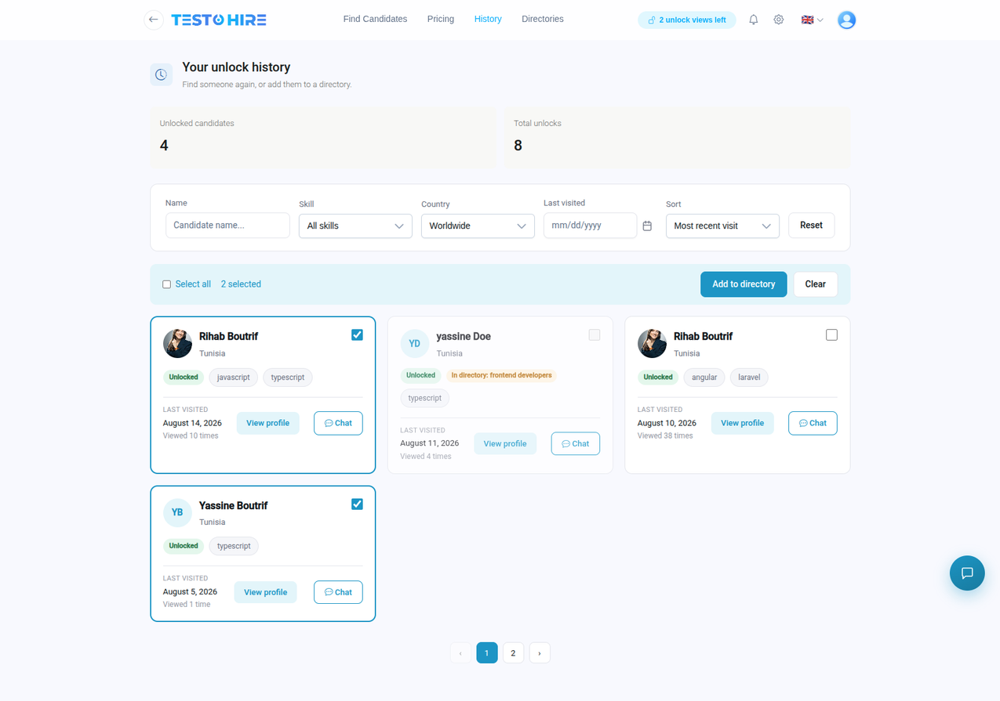 TESTOHIRE
Find Candidates
Pricing
History
Directories
2 unlock views left
Your unlock history
Find someone again, or add them to a directory.
Unlocked candidates
4
Total unlocks
8
Name
Candidate name...
Skill
All skills
Country
Worldwide
Last visited
mm/dd/yyyy
Sort
Most recent visit
Reset
Select all
2 selected
Add to directory
Clear
Rihab Boutrif
Tunisia
Unlocked
javascript
typescript
LAST VISITED
August 14, 2026
Viewed 10 times
View profile
Chat
YD
yassine Doe
Tunisia
Unlocked
In directory: frontend developers
typescript
LAST VISITED
August 11, 2026
Viewed 4 times
View profile
Chat
Rihab Boutrif
Tunisia
Unlocked
angular
laravel
LAST VISITED
August 10, 2026
Viewed 38 times
View profile
Chat
YB
Yassine Boutrif
Tunisia
Unlocked
typescript
LAST VISITED
August 5, 2026
Viewed 1 time
View profile
Chat
‹
1
2
›